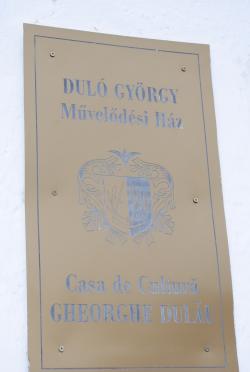 DULÓ GYÖRGY
Művelődési Ház
Casa de Cultură
GHEORGHE DULĂU